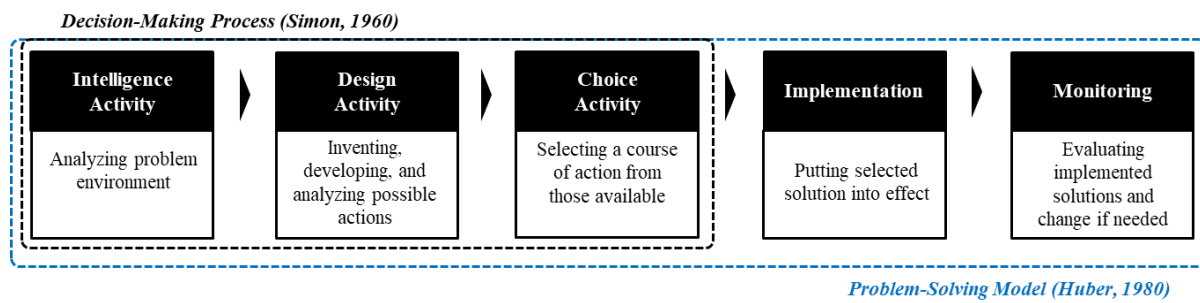 Decision-Making Process (Simon, 1960)
Intelligence
Activity
Analyzing problem
environment
Design
Activity
Inventing,
developing, and
analyzing possible
actions
Choice
Activity
Selecting a course
of action from
those available
Implementation
Putting selected
solution into effect
Monitoring
Evaluating
implemented
solutions and
change if needed
Problem-Solving Model (Huber, 1980)